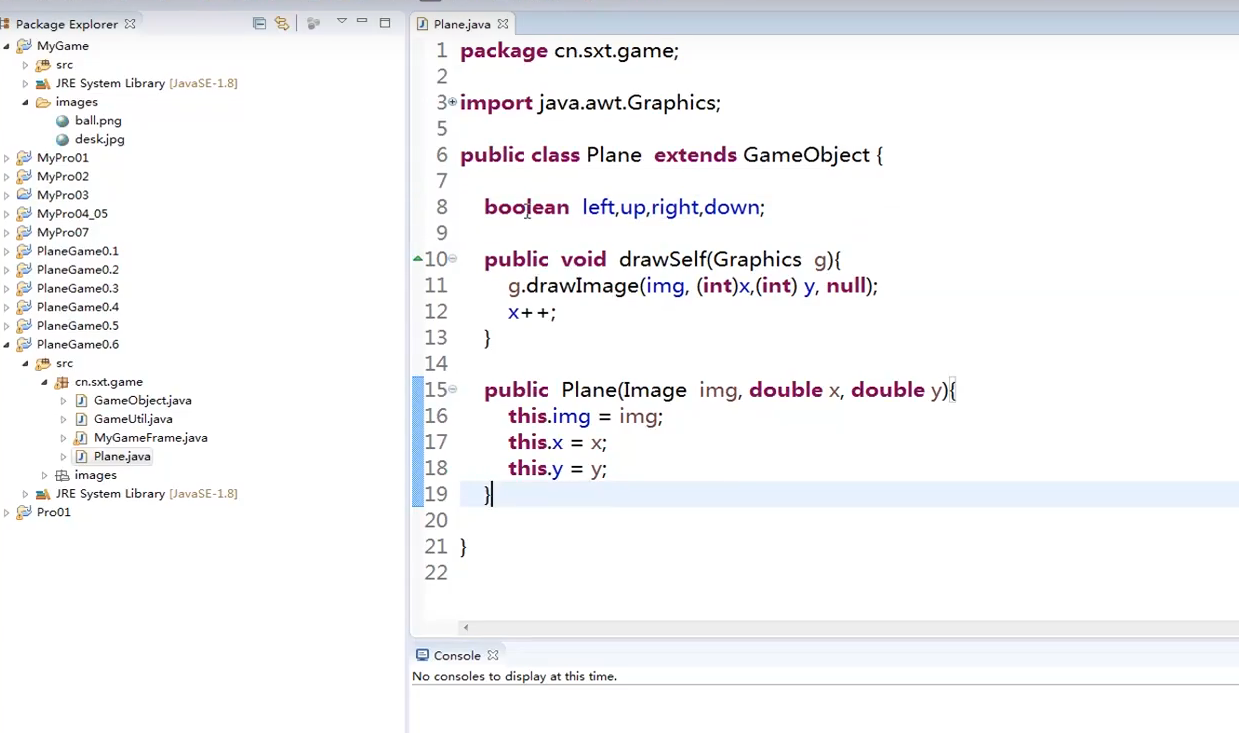 Package Explorer
MyGame
src
JRE System Library [JavaSE-1.8]
images
ball.png
desk.jpg
MyPro01
MyPro02
MyPro03
MyPro04_05
MyPro07
PlaneGame0.1
PlaneGame0.2
PlaneGame0.3
PlaneGame0.4
PlaneGame0.5
PlaneGame0.6
src
cn.sxt.game
GameObject.java
GameUtil.java
MyGameFrame.java
Plane.java
images
JRE System Library [JavaSE-1.8]
Pro01
Plane.java
1 package cn.sxt.game;
2
3 import java.awt.Graphics;
5
6 public class Plane  extends GameObject {
7
8 boolean  left,up,right,down;
9
10 public  void  drawSelf(Graphics  g){
11 g.drawImage(img, (int)x,(int) y, null);
12 x++;
13 }
14
15 public  Plane(Image  img, double x, double y){
16 this.img = img;
17 this.x = x;
18 this.y = y;
19 }
20
21 }
22
Console
No consoles to display at this time.